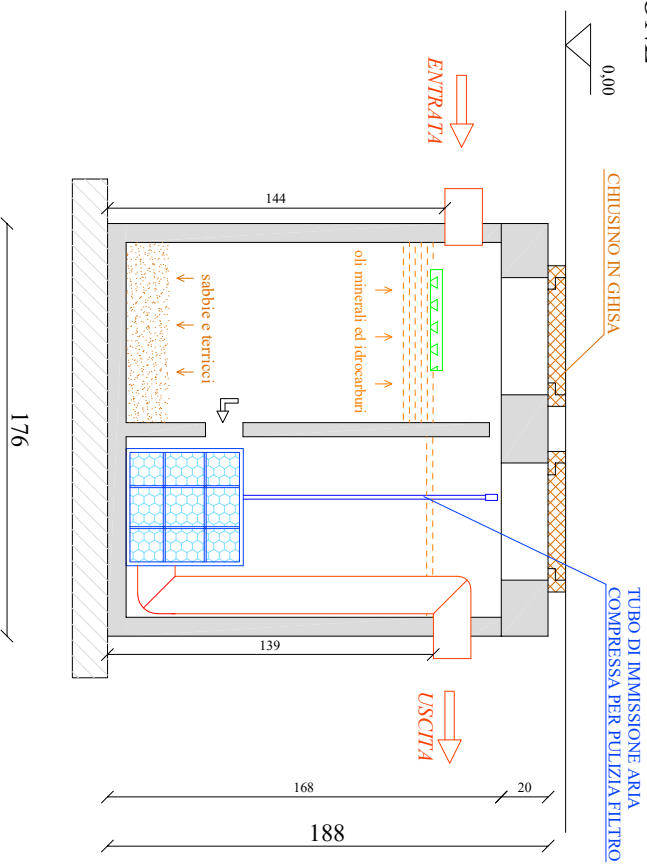 0,00
CHIUSINO IN GHISA
TUBO DI IMMISSIONE ARIA
COMPRESSA PER PULIZIA FILTRO
ENTRATA
USCITA
144
oli minerali ed idrocarburi
sabbie e terricci
139
168
20
188
176